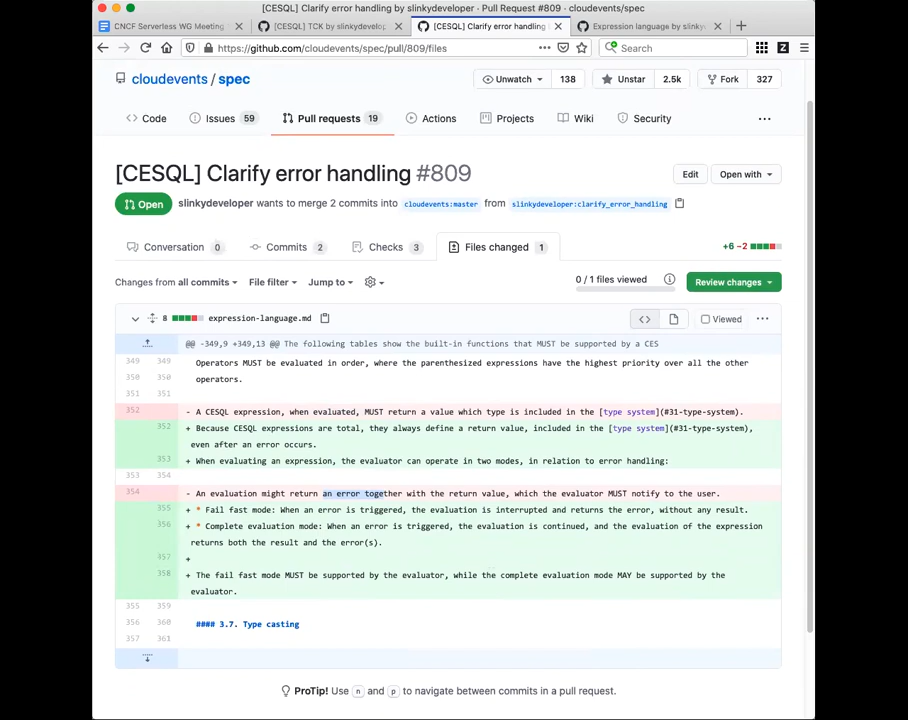 [CESQL] Clarify error handling by slinkydeveloper · Pull Request #809 · cloudevents/spec
CNCF Serverless WG Meeting
[CESQL] TCK by slinkydevelop
[CESQL] Clarify error handling
Expression language by slinky
https://github.com/cloudevents/spec/pull/809/files
Search
cloudevents / spec
Unwatch
138
Unstar
2.5k
Fork
327
Code
Issues 59
Pull requests 19
Actions
Projects
Wiki
Security
[CESQL] Clarify error handling #809
Edit
Open with
Open
slinkydeveloper wants to merge 2 commits into cloudevents:master from slinkydeveloper:clarify_error_handling
Conversation 0
Commits 2
Checks 3
Files changed 1
+6 −2
Changes from all commits
File filter
Jump to
0 / 1 files viewed
Review changes
8 expression-language.md
Viewed
@@ -349,9 +349,13 @@ The following tables show the built-in functions that MUST be supported by a CES
349 349 Operators MUST be evaluated in order, where the parenthesized expressions have the highest priority over all the other
350 350 operators.
351 351
352 - A CESQL expression, when evaluated, MUST return a value which type is included in the [type system](#31-type-system).
352 + Because CESQL expressions are total, they always define a return value, included in the [type system](#31-type-system),
even after an error occurs.
353 + When evaluating an expression, the evaluator can operate in two modes, in relation to error handling:
353 354
354 - An evaluation might return an error together with the return value, which the evaluator MUST notify to the user.
355 + * Fail fast mode: When an error is triggered, the evaluation is interrupted and returns the error, without any result.
356 + * Complete evaluation mode: When an error is triggered, the evaluation is continued, and the evaluation of the expression
returns both the result and the error(s).
357 +
358 + The fail fast mode MUST be supported by the evaluator, while the complete evaluation mode MAY be supported by the
evaluator.
355 359
356 360 #### 3.7. Type casting
357 361
ProTip! Use n and p to navigate between commits in a pull request.